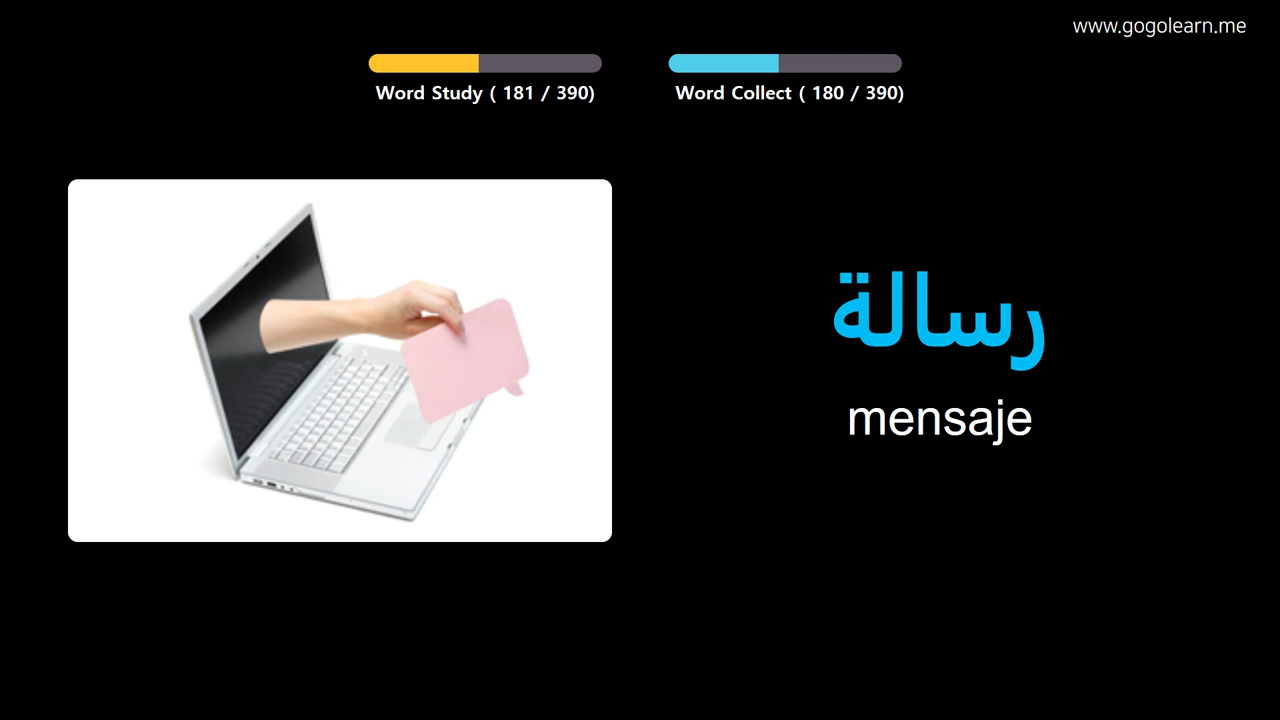 www.gogolearn.me
Word Study ( 181 / 390)
Word Collect ( 180 / 390)
رسالة
mensaje